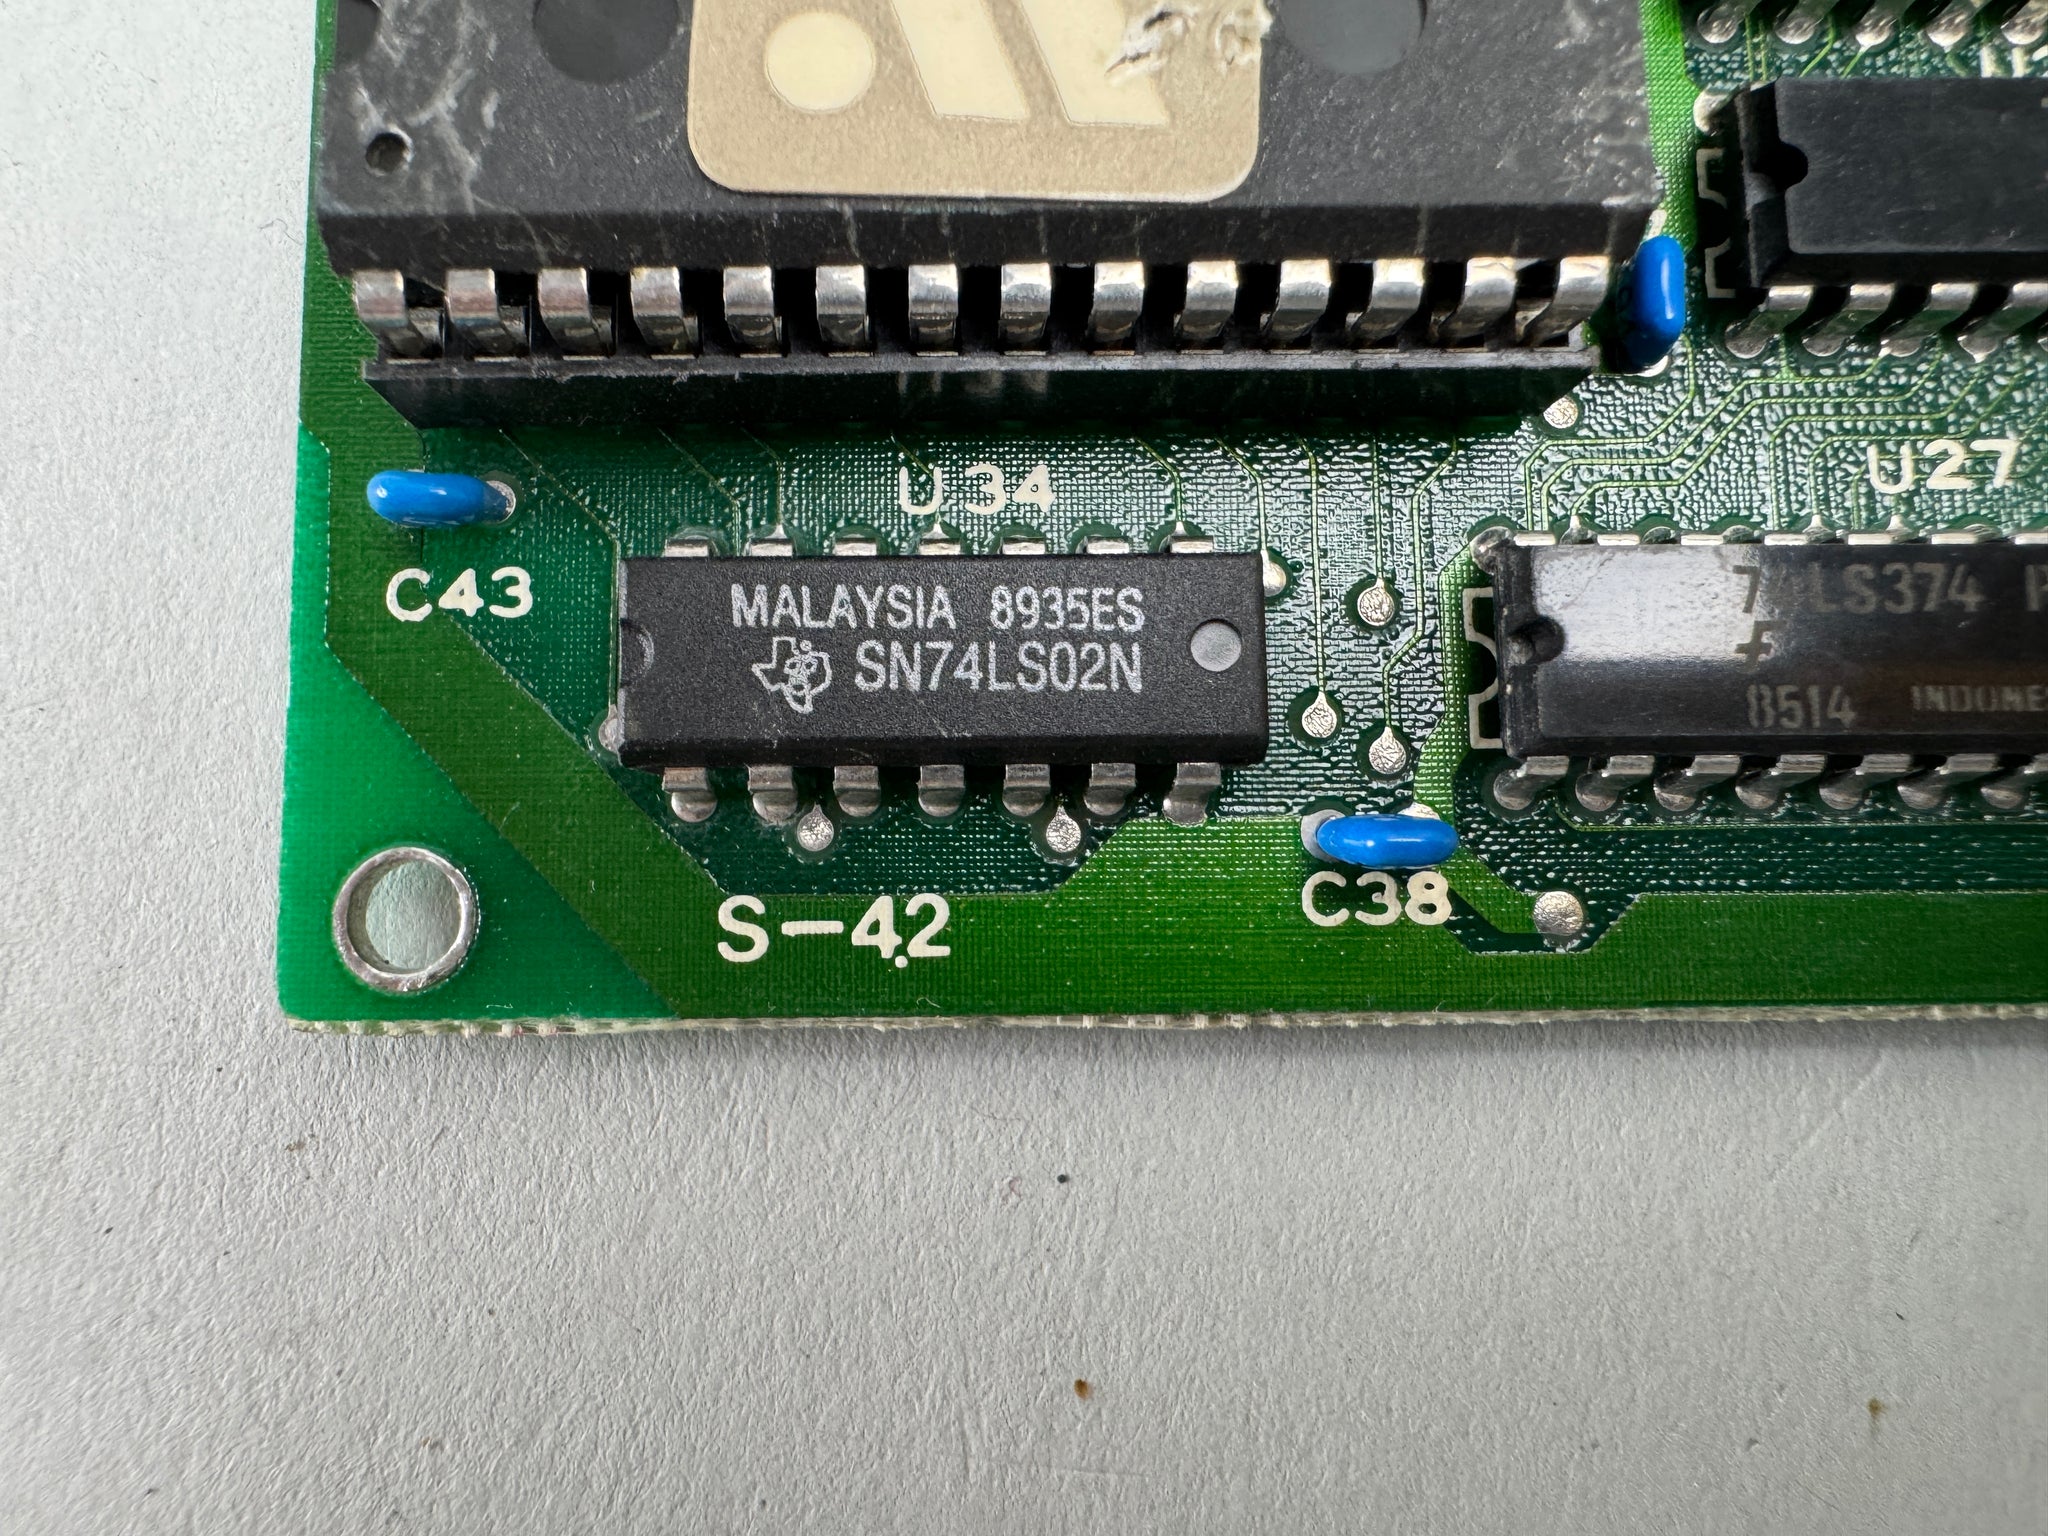 U34
U27
C43
MALAYSIA 8935ES
SN74LS02N
LS374
8514
C38
S-42